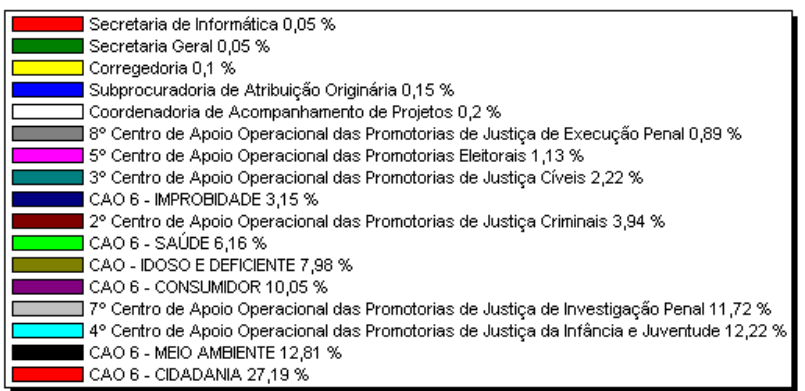 Secretaria de Informática 0,05 %
Secretaria Geral 0,05 %
Corregedoria 0,1 %
Subprocuradoria de Atribuição Originária 0,15 %
Coordenadoria de Acompanhamento de Projetos 0,2 %
8º Centro de Apoio Operacional das Promotorias de Justiça de Execução Penal 0,89 %
5º Centro de Apoio Operacional das Promotorias Eleitorais 1,13 %
3º Centro de Apoio Operacional das Promotorias de Justiça Cíveis 2,22 %
CAO 6 - IMPROBIDADE 3,15 %
2º Centro de Apoio Operacional das Promotorias de Justiça Criminais 3,94 %
CAO 6 - SAÚDE 6,16 %
CAO - IDOSO E DEFICIENTE 7,98 %
CAO 6 - CONSUMIDOR 10,05 %
7º Centro de Apoio Operacional das Promotorias de Justiça de Investigação Penal 11,72 %
4º Centro de Apoio Operacional das Promotorias de Justiça da Infância e Juventude 12,22 %
CAO 6 - MEIO AMBIENTE 12,81 %
CAO 6 - CIDADANIA 27,19 %